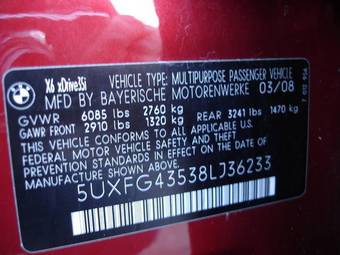 BMW
X6 xDrive35i
VEHICLE TYPE: MULTIPURPOSE PASSENGER VEHICLE
MFD BY BAYERISCHE MOTORENWERKE 03/08
GVWR 6085 lbs 2760 kg
GAWR FRONT 2910 lbs 1320 kg REAR 3241 lbs 1470 kg
THIS VEHICLE CONFORMS TO ALL APPLICABLE
FEDERAL MOTOR VEHICLE SAFETY, BUMPER AND
THEFT PREVENTION STANDARDS IN EFFECT ON
THE DATE OF MANUFACTURE SHOWN ABOVE.
5UXFG43538LJ36233